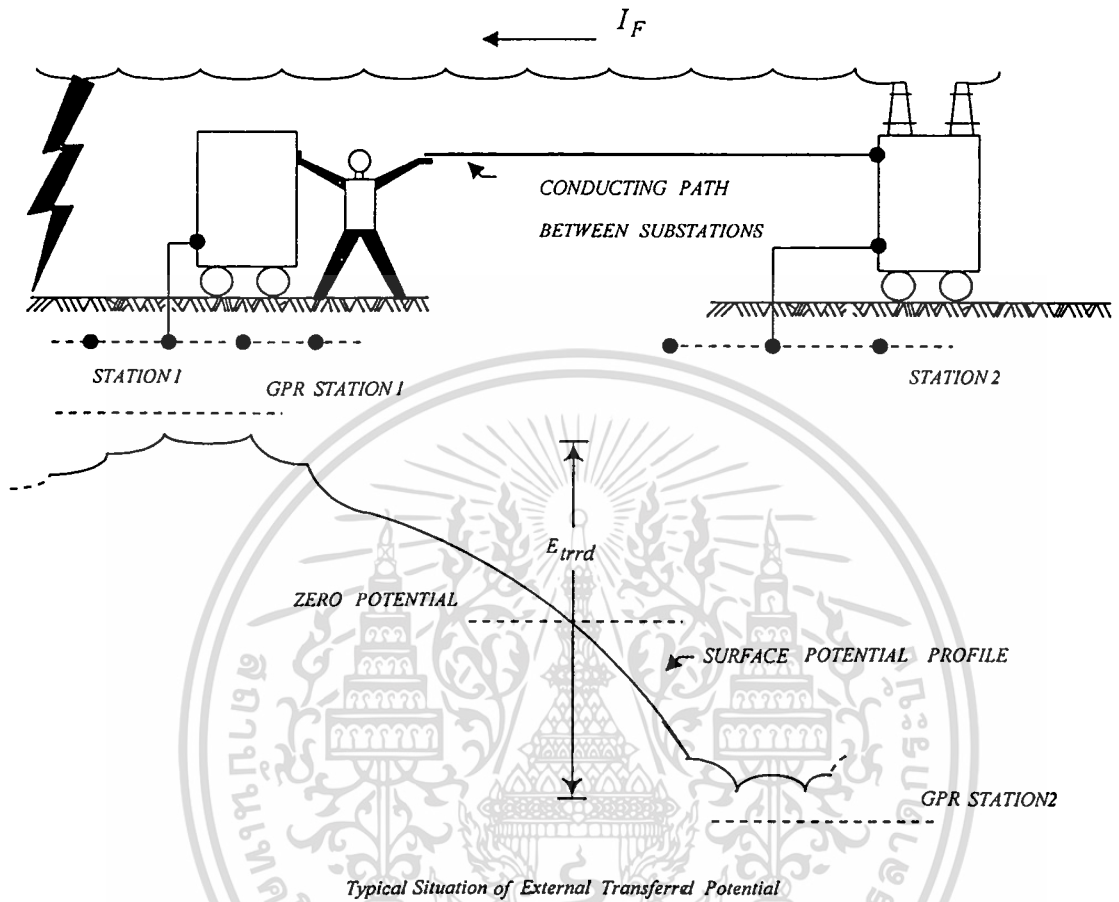 I_F
CONDUCTING PATH
BETWEEN SUBSTATIONS
STATION 1
GPR STATION 1
STATION 2
E_trrd
ZERO POTENTIAL
SURFACE POTENTIAL PROFILE
GPR STATION2
Typical Situation of External Transferred Potential